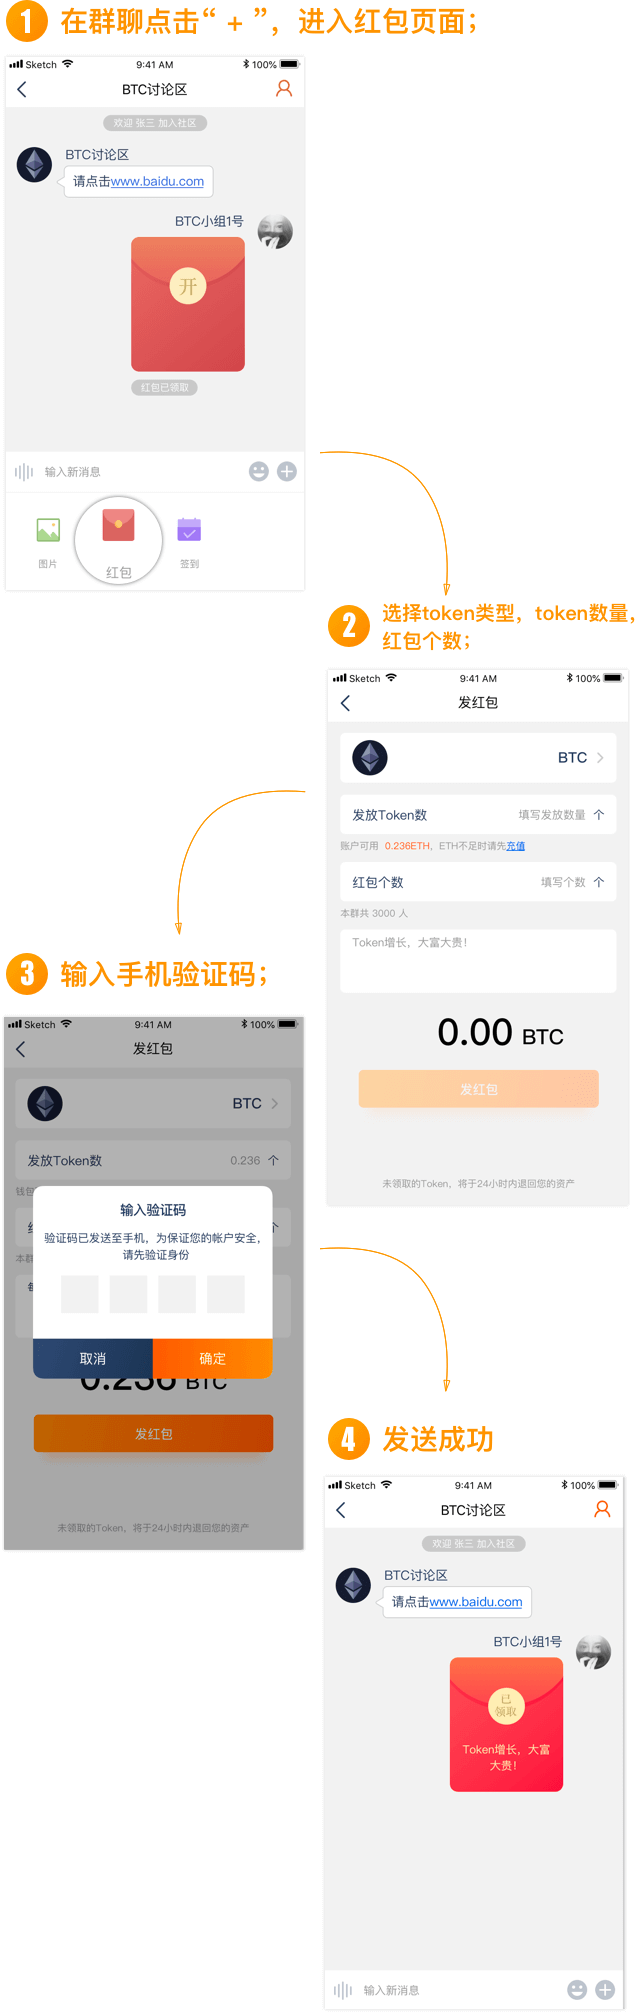 1 在群聊点击“ + ”，进入红包页面；
Sketch 9:41 AM 100%
BTC讨论区
欢迎 张三 加入社区
BTC讨论区
请点击www.baidu.com
BTC小组1号
开
红包已领取
输入新消息
图片 红包 签到
2 选择token类型，token数量，
红包个数；
Sketch 9:41 AM 100%
发红包
BTC
发放Token数 填写发放数量 个
账户可用 0.236ETH，ETH不足时请先充值
红包个数 填写个数 个
本群共 3000 人
Token增长，大富大贵！
0.00 BTC
发红包
未领取的Token，将于24小时内退回您的资产
3 输入手机验证码；
Sketch 9:41 AM 100%
发红包
BTC
发放Token数 0.236 个
钱包
输入验证码
个
验证码已发送至手机，为保证您的帐户安全，
请先验证身份
本群
取消 确定
0.236 BTC
发红包
未领取的Token，将于24小时内退回您的资产
4 发送成功
Sketch 9:41 AM 100%
BTC讨论区
欢迎 张三 加入社区
BTC讨论区
请点击www.baidu.com
BTC小组1号
已
领取
Token增长，大富
大贵！
输入新消息